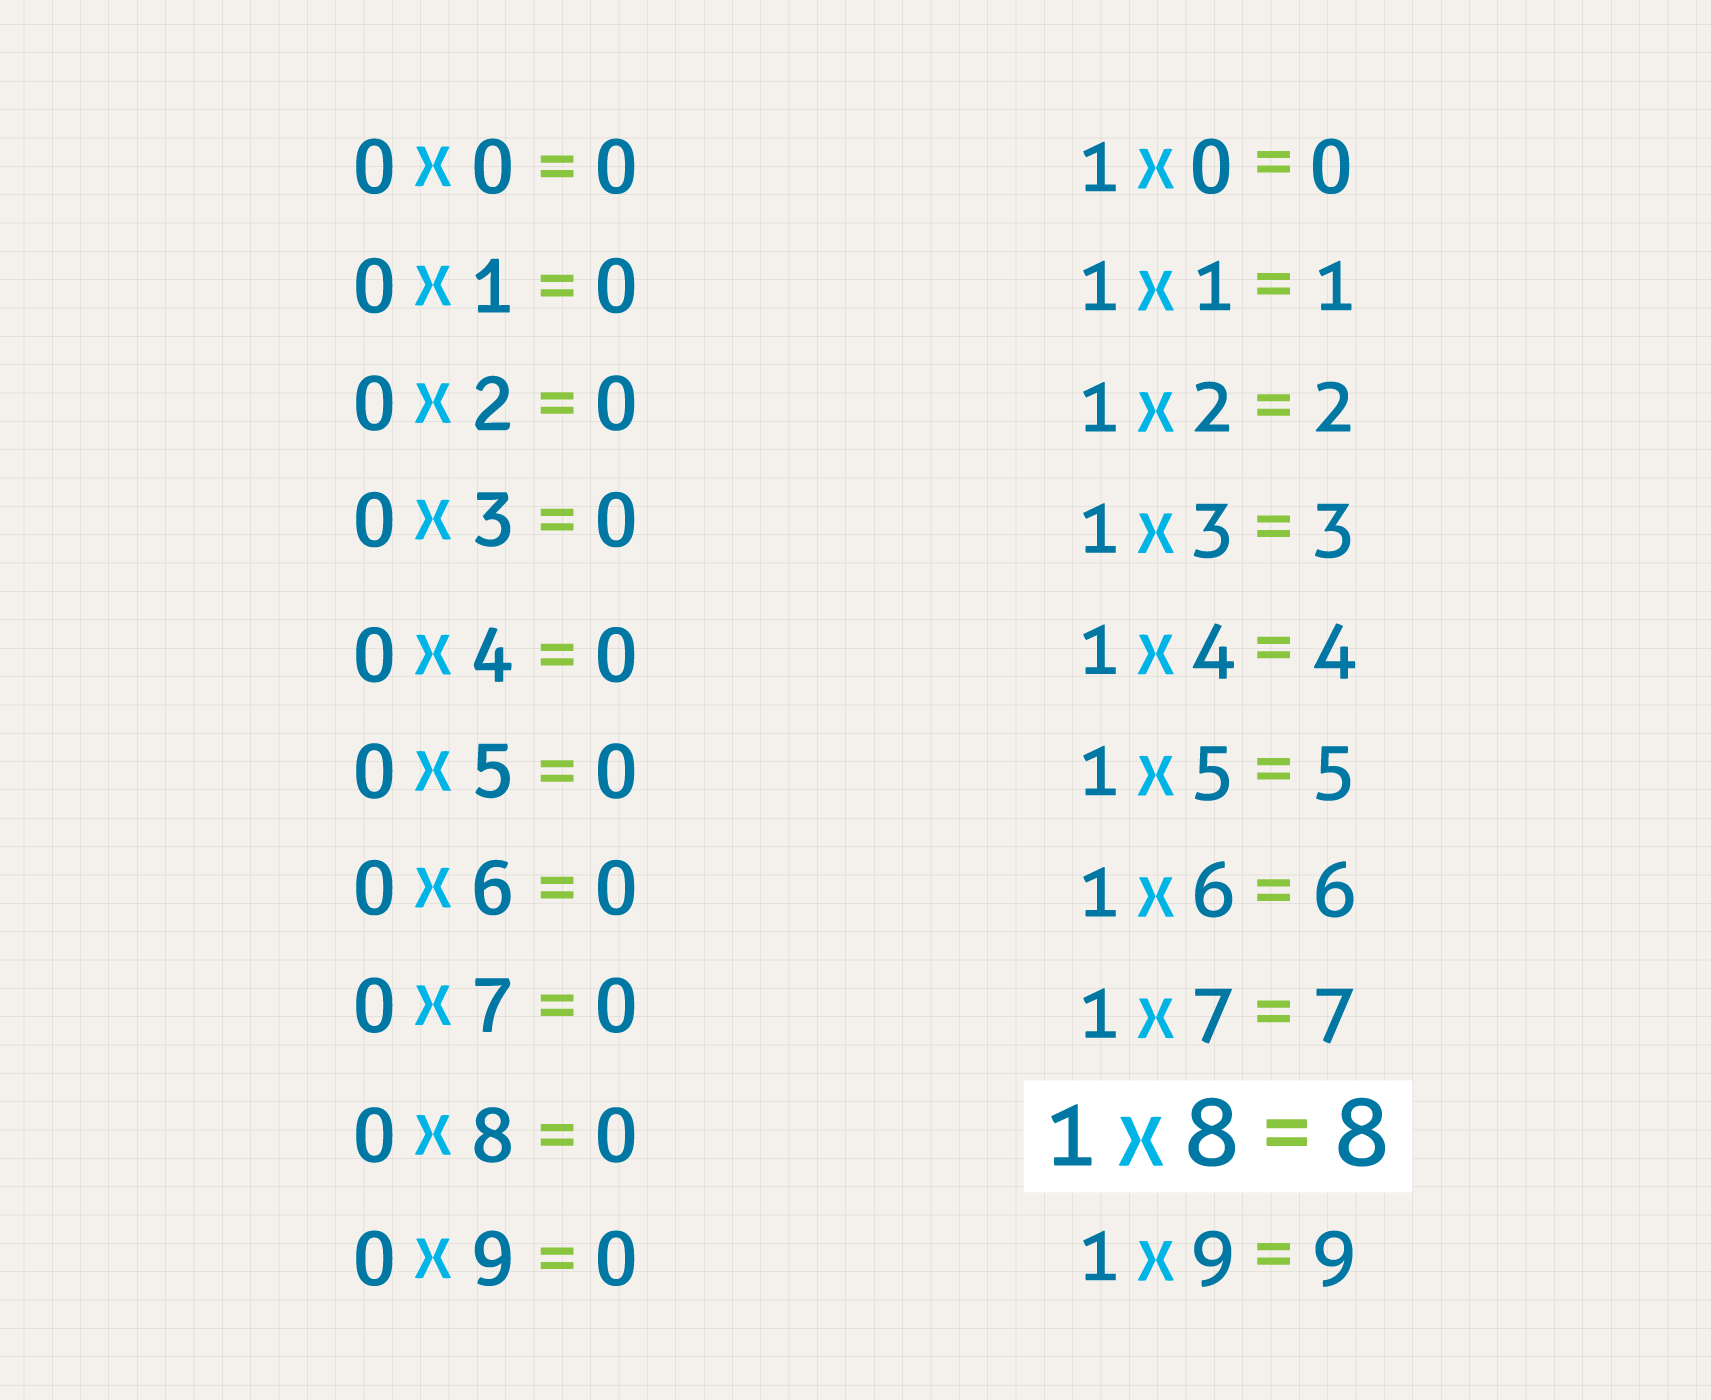 0 x 0 = 0
0 x 1 = 0
0 x 2 = 0
0 x 3 = 0
0 x 4 = 0
0 x 5 = 0
0 x 6 = 0
0 x 7 = 0
0 x 8 = 0
0 x 9 = 0
1 x 0 = 0
1 x 1 = 1
1 x 2 = 2
1 x 3 = 3
1 x 4 = 4
1 x 5 = 5
1 x 6 = 6
1 x 7 = 7
1 x 8 = 8
1 x 9 = 9